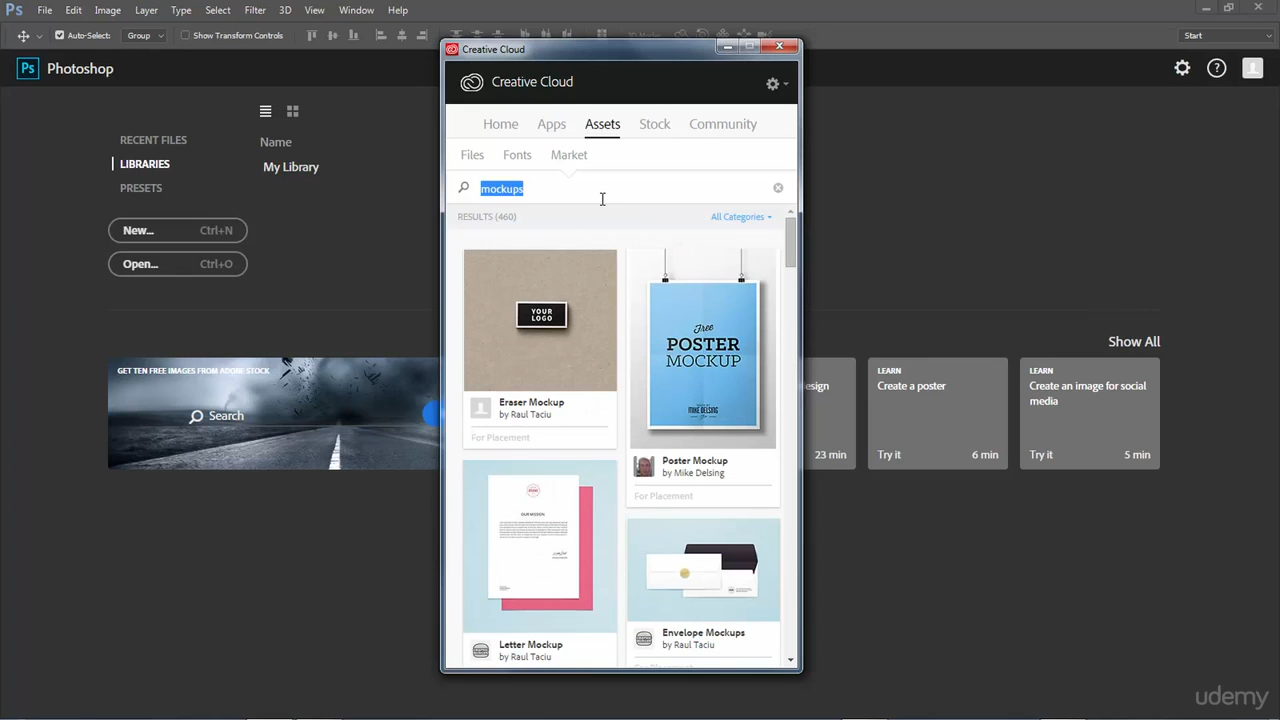 Ps File Edit Image Layer Type Select Filter 3D View Window Help
Auto-Select: Group Show Transform Controls Start
Creative Cloud
Ps Photoshop
Creative Cloud
Home Apps Assets Stock Community
Files Fonts Market
mockups
RESULTS (460) All Categories
RECENT FILES
LIBRARIES
PRESETS
Name
My Library
New... Ctrl+N
Open... Ctrl+O
YOUR
LOGO
Eraser Mockup
by Raul Taciu
For Placement
Free
POSTER
MOCKUP
MIKE DELSING
Poster Mockup
by Mike Delsing
For Placement
OUR MISSION
Letter Mockup
by Raul Taciu
Envelope Mockups
by Raul Taciu
Show All
GET TEN FREE IMAGES FROM ADOBE STOCK
Search
23 min
LEARN
Create a poster
Try it 6 min
LEARN
Create an image for social
media
Try it 5 min
udemy